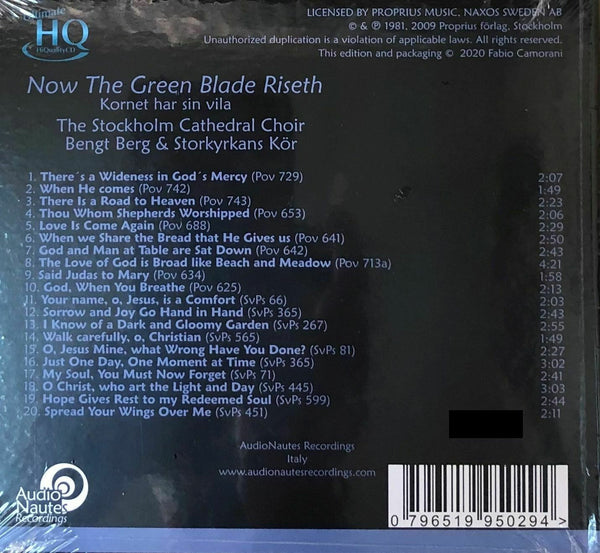 Ultimate
HQ
HiQualityCD
LICENSED BY PROPRIUS MUSIC, NAXOS SWEDEN AB
© & ℗ 1981, 2009 Proprius förlag, Stockholm
Unauthorized duplication is a violation of applicable laws. All rights reserved.
This edition and packaging © 2020 Fabio Camorani
Now The Green Blade Riseth
Kornet har sin vila
The Stockholm Cathedral Choir
Bengt Berg & Storkyrkans Kör
1. There´s a Wideness in God´s Mercy (Pov 729) 2:07
2. When He comes (Pov 742) 1:49
3. There Is a Road to Heaven (Pov 743) 2:23
4. Thou Whom Shepherds Worshipped (Pov 653) 2:06
5. Love Is Come Again (Pov 688) 2:29
6. When we Share the Bread that He Gives us (Pov 641) 2:50
7. God and Man at Table are Sat Down (Pov 642) 2:43
8. The Love of God is Broad like Beach and Meadow (Pov 713a) 4:21
9. Said Judas to Mary (Pov 634) 1:58
10. God, When You Breathe (Pov 625) 2:13
11. Your name, o, Jesus, is a Comfort (SvPs 66) 2:03
12. Sorrow and Joy Go Hand in Hand (SvPs 365) 2:43
13. I Know of a Dark and Gloomy Garden (SvPs 267) 2:55
14. Walk carefully, o, Christian (SvPs 565) 1:49
15. O, Jesus Mine, what Wrong Have You Done? (SvPs 81) 2:27
16. Just One Day, One Moment at Time (SvPs 365) 3:02
17. My Soul, You Must Now Forget (SvPs 71) 2:41
18. O Christ, who art the Light and Day (SvPs 445) 3:03
19. Hope Gives Rest to my Redeemed Soul (SvPs 599) 2:44
20. Spread Your Wings Over Me (SvPs 451) 2:11
AudioNautes Recordings
Italy
www.audionautesrecordings.com
Audio
Nautes
Recordings
0 796519 950294 >